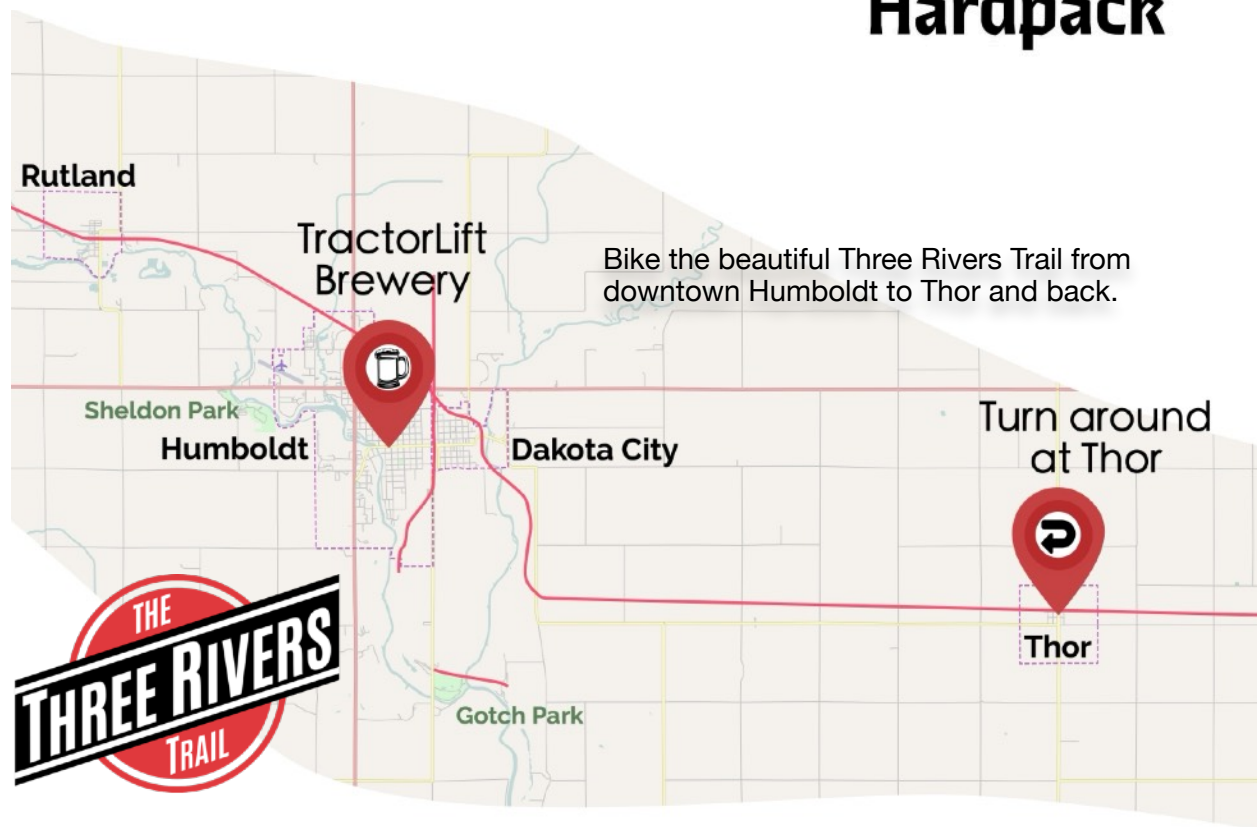 Hardpack
Rutland
TractorLift
Brewery
Bike the beautiful Three Rivers Trail from
downtown Humboldt to Thor and back.
Sheldon Park
Humboldt
Dakota City
Turn around
at Thor
Thor
Gotch Park
THE
THREE RIVERS
TRAIL